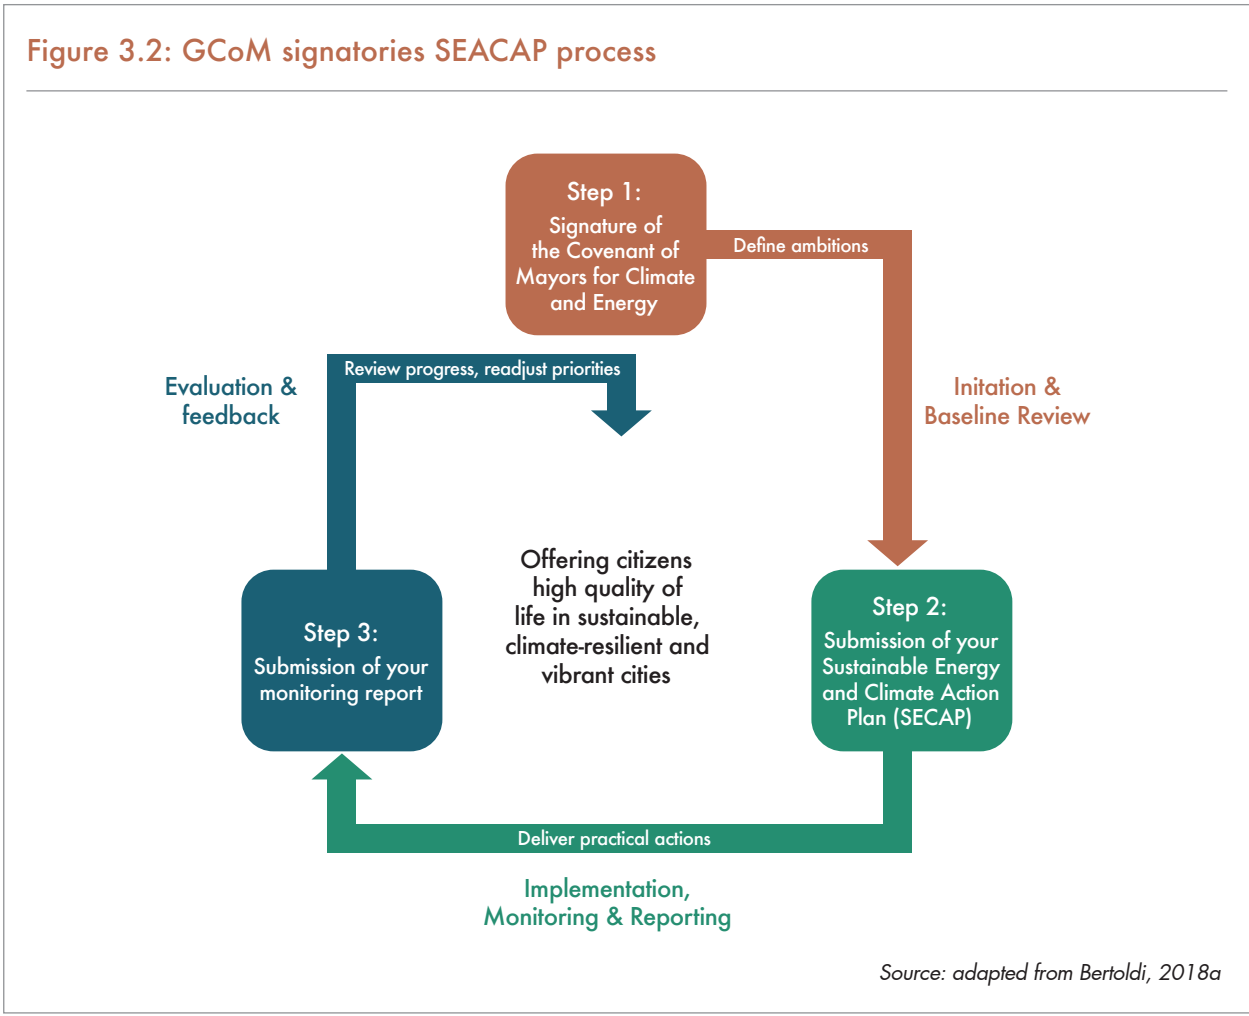 Figure 3.2: GCoM signatories SEACAP process
Step 1:
Signature of
the Covenant of
Mayors for Climate
and Energy
Define ambitions
Initation &
Baseline Review
Step 2:
Submission of your
Sustainable Energy
and Climate Action
Plan (SECAP)
Deliver practical actions
Implementation,
Monitoring & Reporting
Step 3:
Submission of your
monitoring report
Evaluation &
feedback
Review progress, readjust priorities
Offering citizens
high quality of
life in sustainable,
climate-resilient and
vibrant cities
Source: adapted from Bertoldi, 2018a